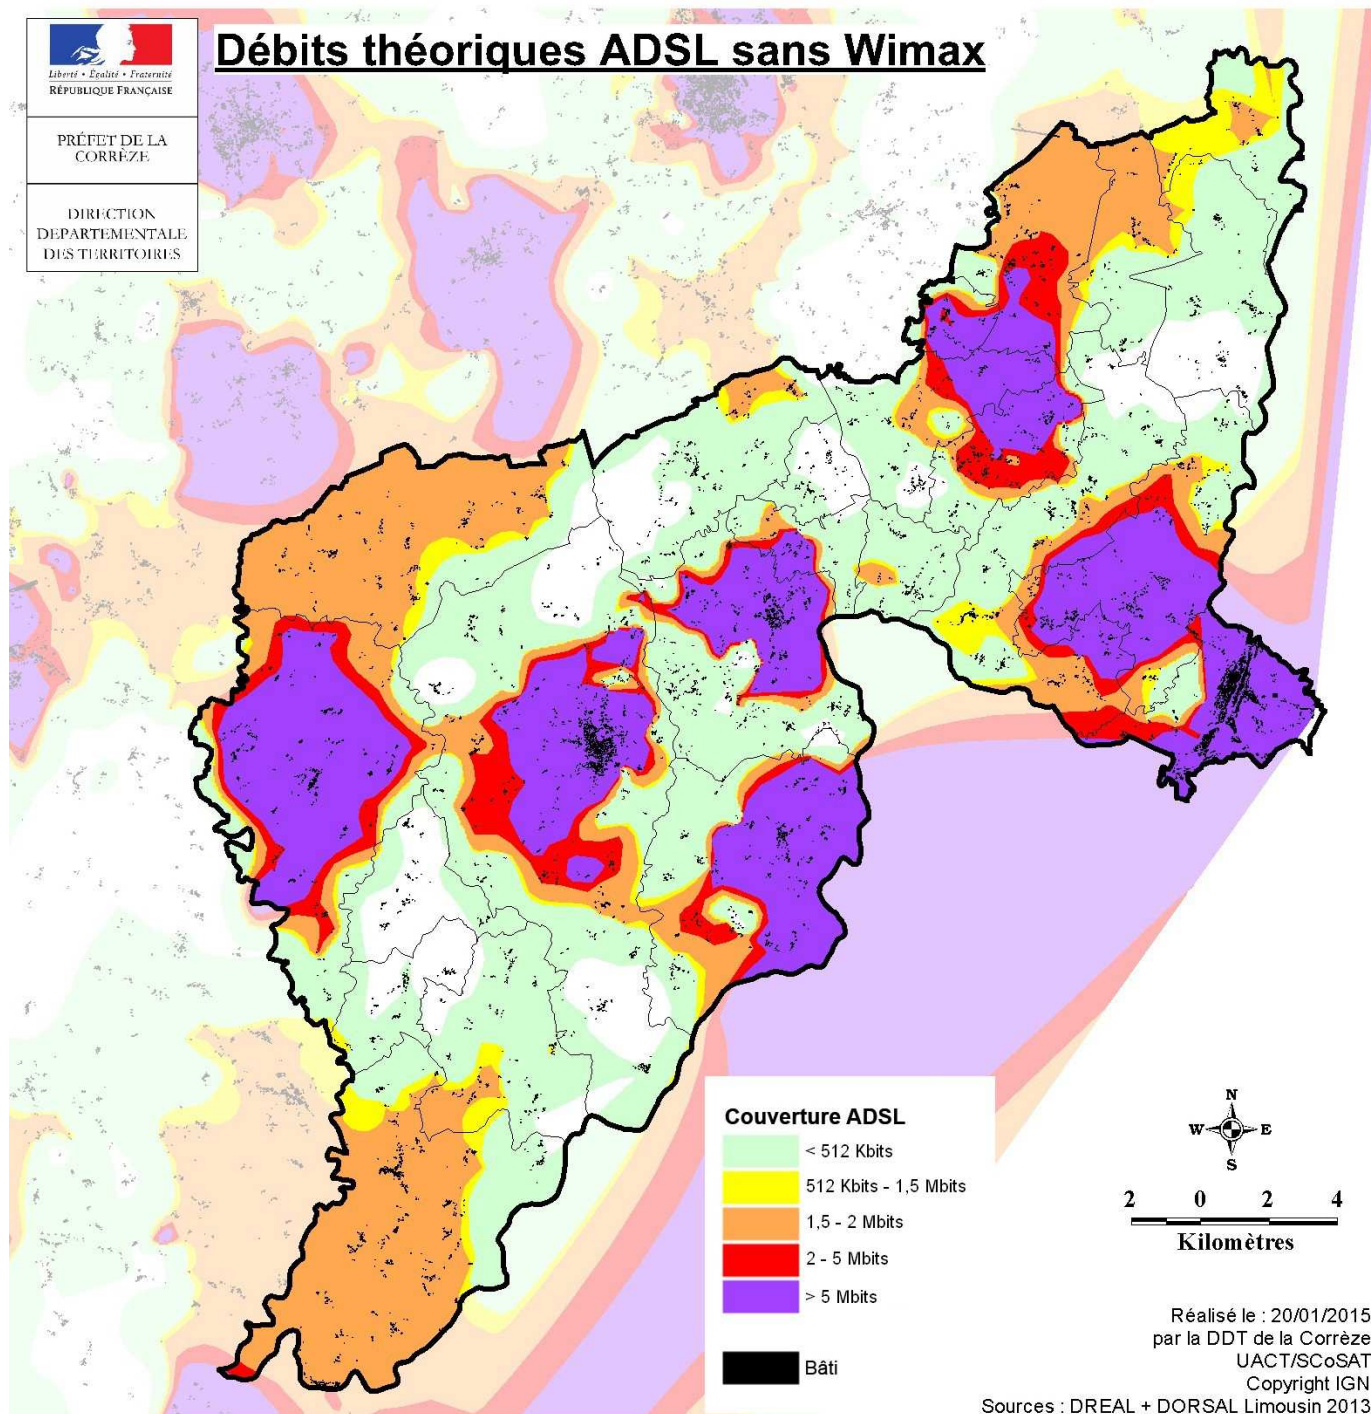 Débits théoriques ADSL sans Wimax
Liberté • Égalité • Fraternité
RÉPUBLIQUE FRANÇAISE
PRÉFET DE LA
CORRÈZE
DIRECTION
DEPARTEMENTALE
DES TERRITOIRES
Couverture ADSL
< 512 Kbits
512 Kbits - 1,5 Mbits
1,5 - 2 Mbits
2 - 5 Mbits
> 5 Mbits
Bâti
N
W E
S
2 0 2 4
Kilomètres
Réalisé le : 20/01/2015
par la DDT de la Corrèze
UACT/SCoSAT
Copyright IGN
Sources : DREAL + DORSAL Limousin 2013